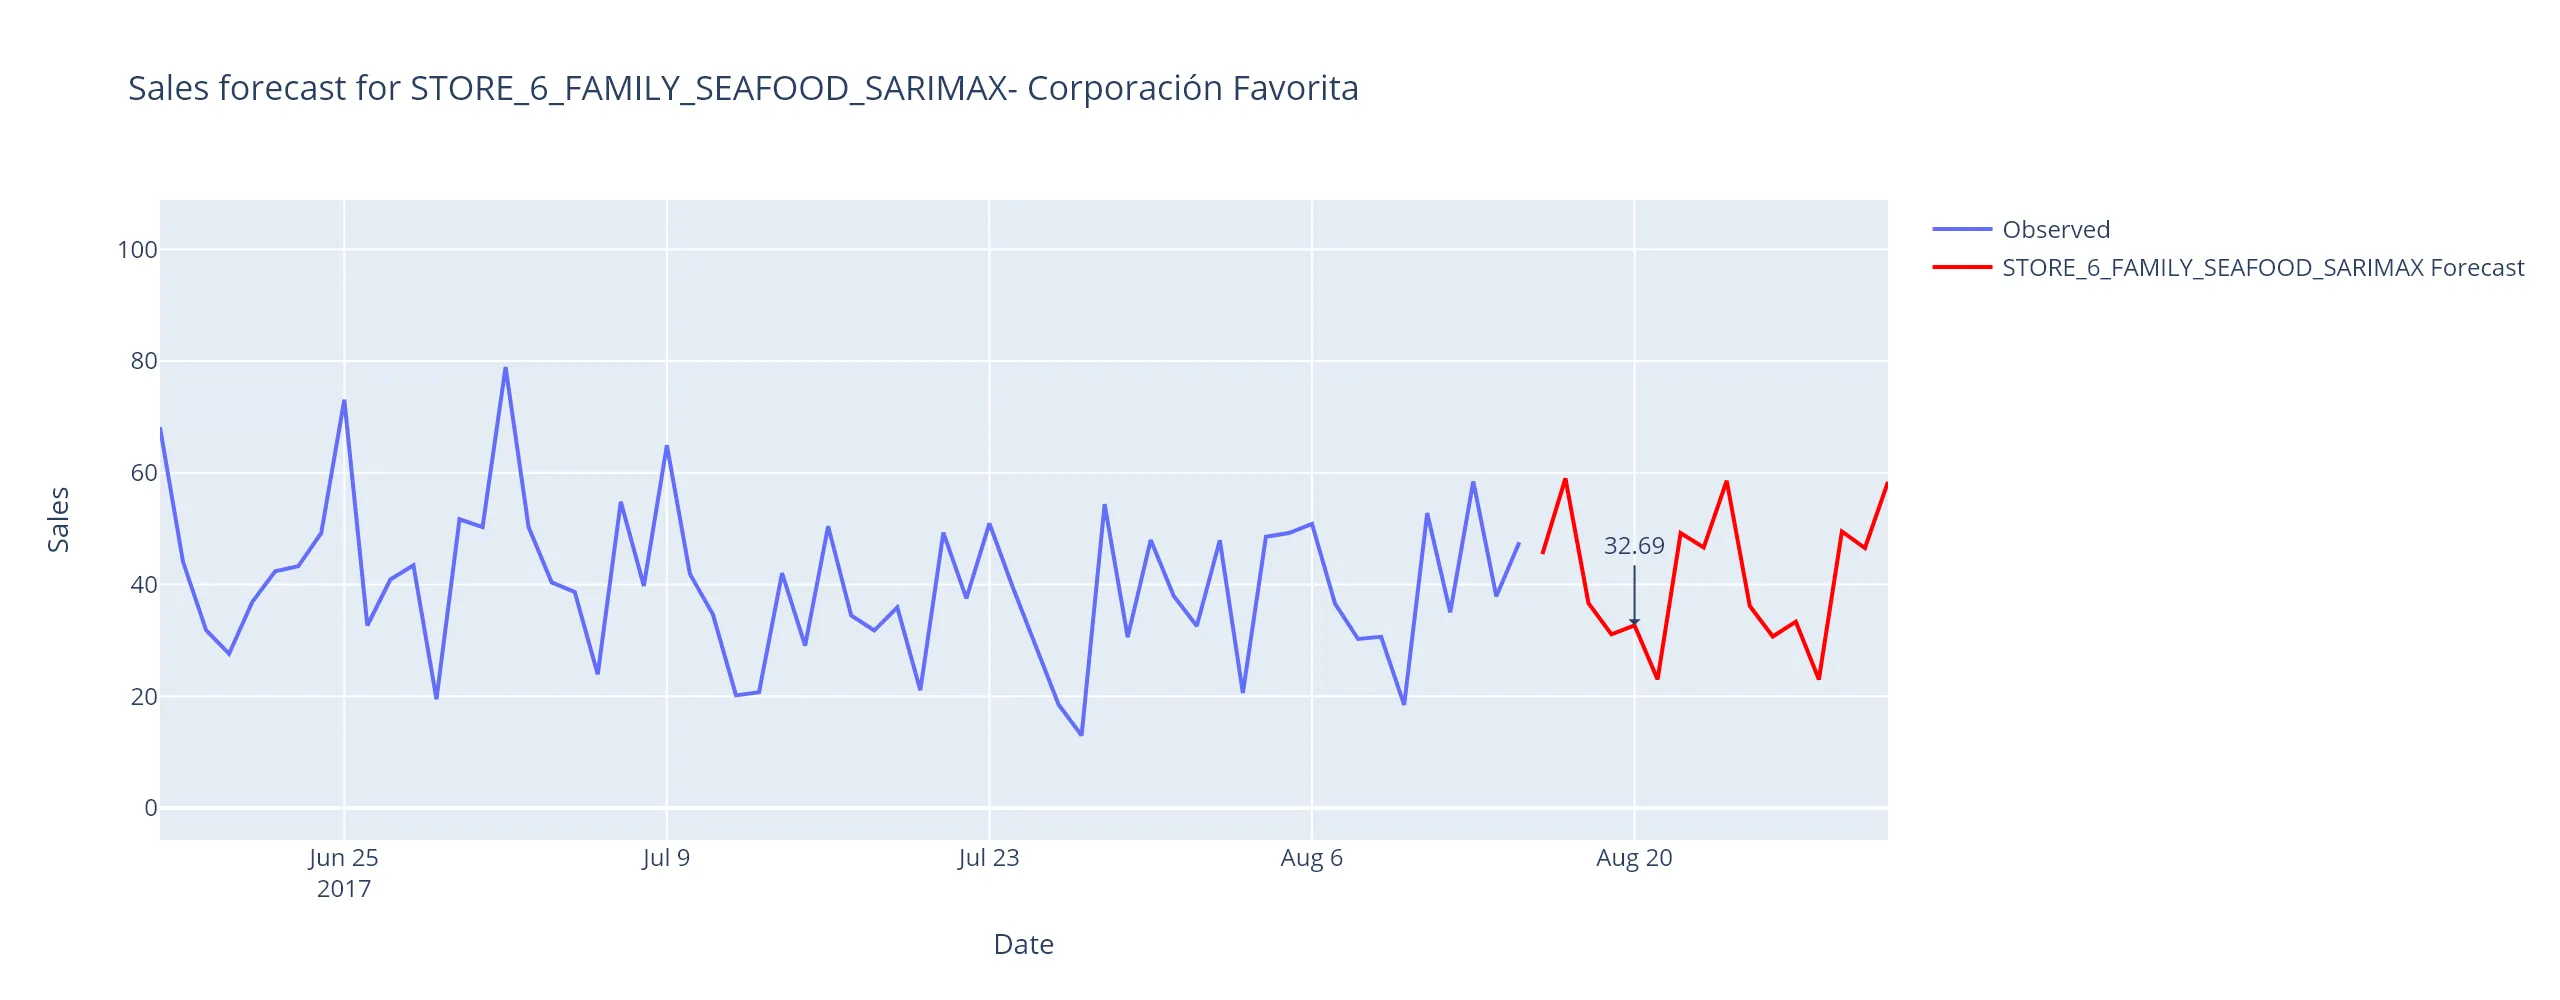 Sales forecast for STORE_6_FAMILY_SEAFOOD_SARIMAX- Corporación Favorita
Observed
STORE_6_FAMILY_SEAFOOD_SARIMAX Forecast
100
80
60
40
20
0
Sales
32.69
Jun 25
2017
Jul 9
Jul 23
Aug 6
Aug 20
Date